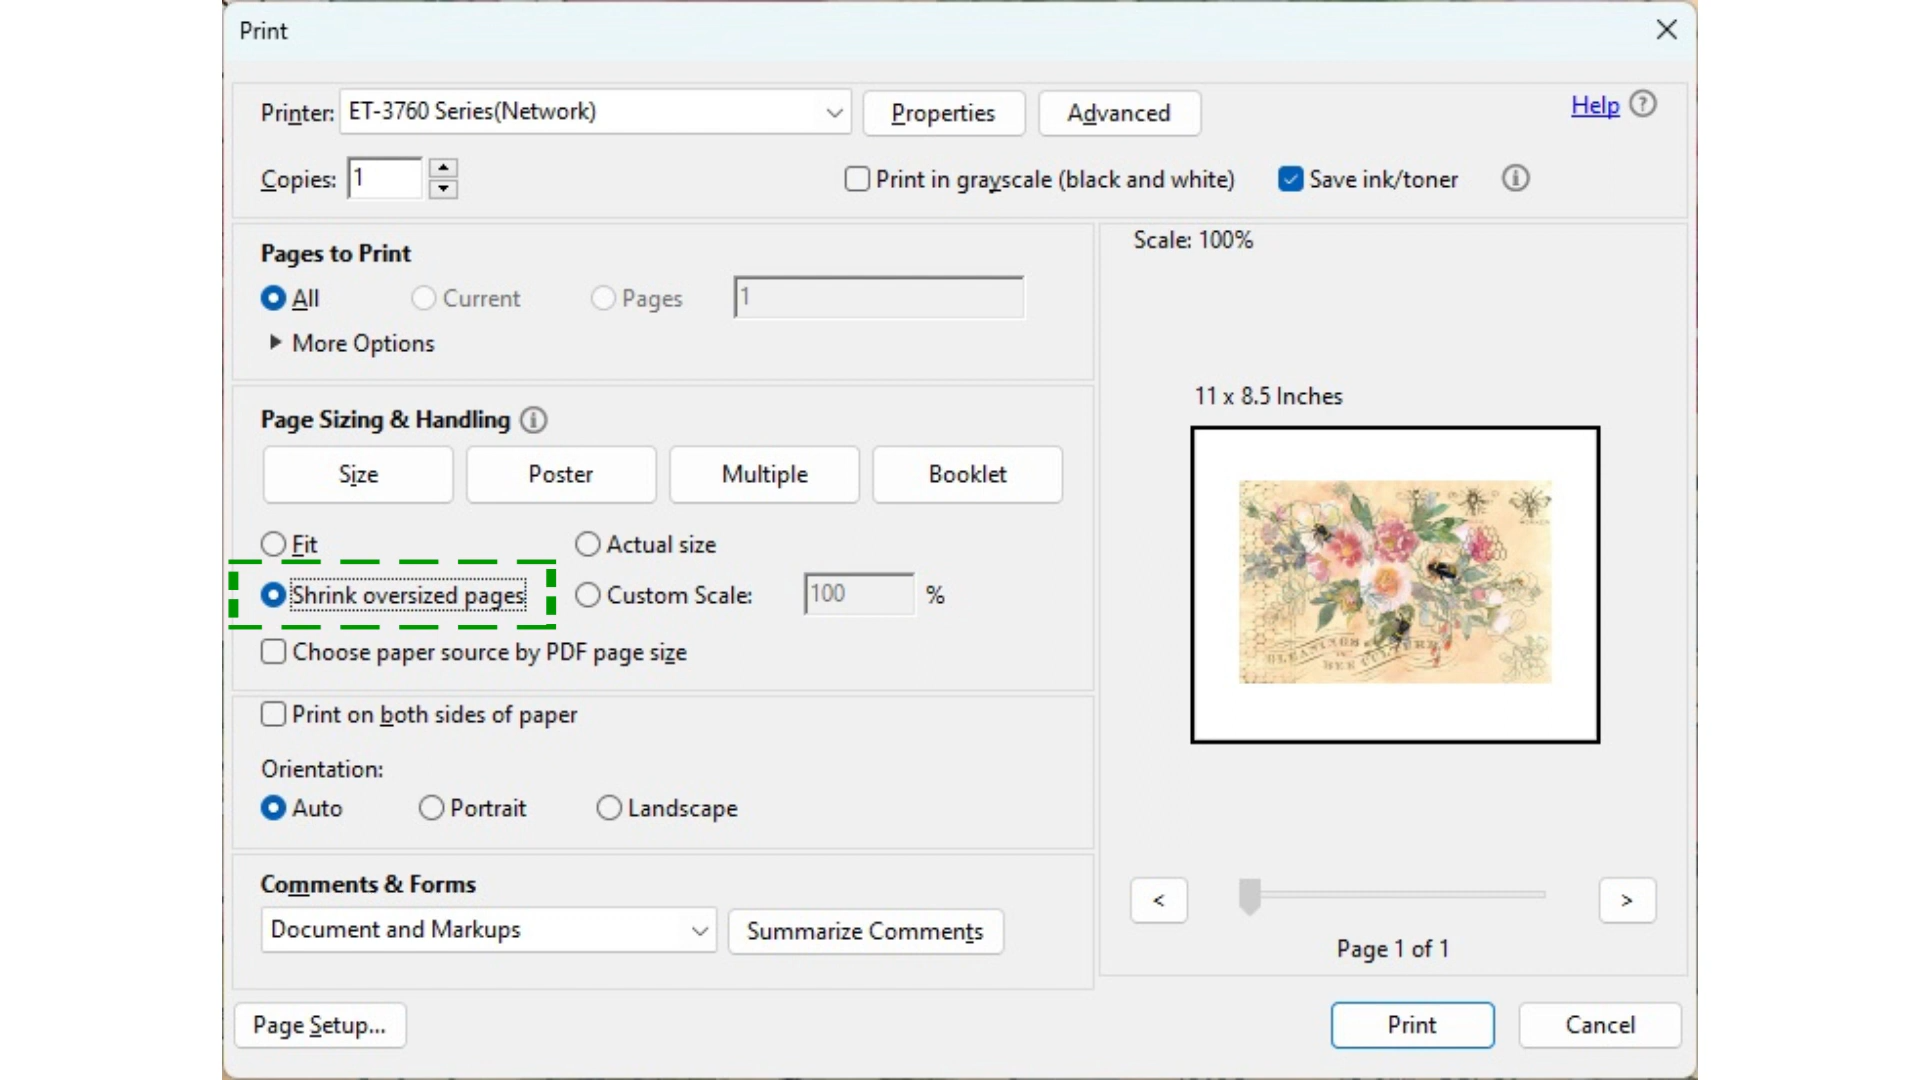 Print
Printer: ET-3760 Series(Network) Properties Advanced Help
Copies: 1 Print in grayscale (black and white) Save ink/toner
Pages to Print
All Current Pages 1
More Options
Page Sizing & Handling
Size Poster Multiple Booklet
Fit Actual size
Shrink oversized pages Custom Scale: 100 %
Choose paper source by PDF page size
Print on both sides of paper
Orientation:
Auto Portrait Landscape
Comments & Forms
Document and Markups Summarize Comments
Scale: 100%
11 x 8.5 Inches
GLEANINGS
IN
BEE CULTURE
< >
Page 1 of 1
Page Setup... Print Cancel